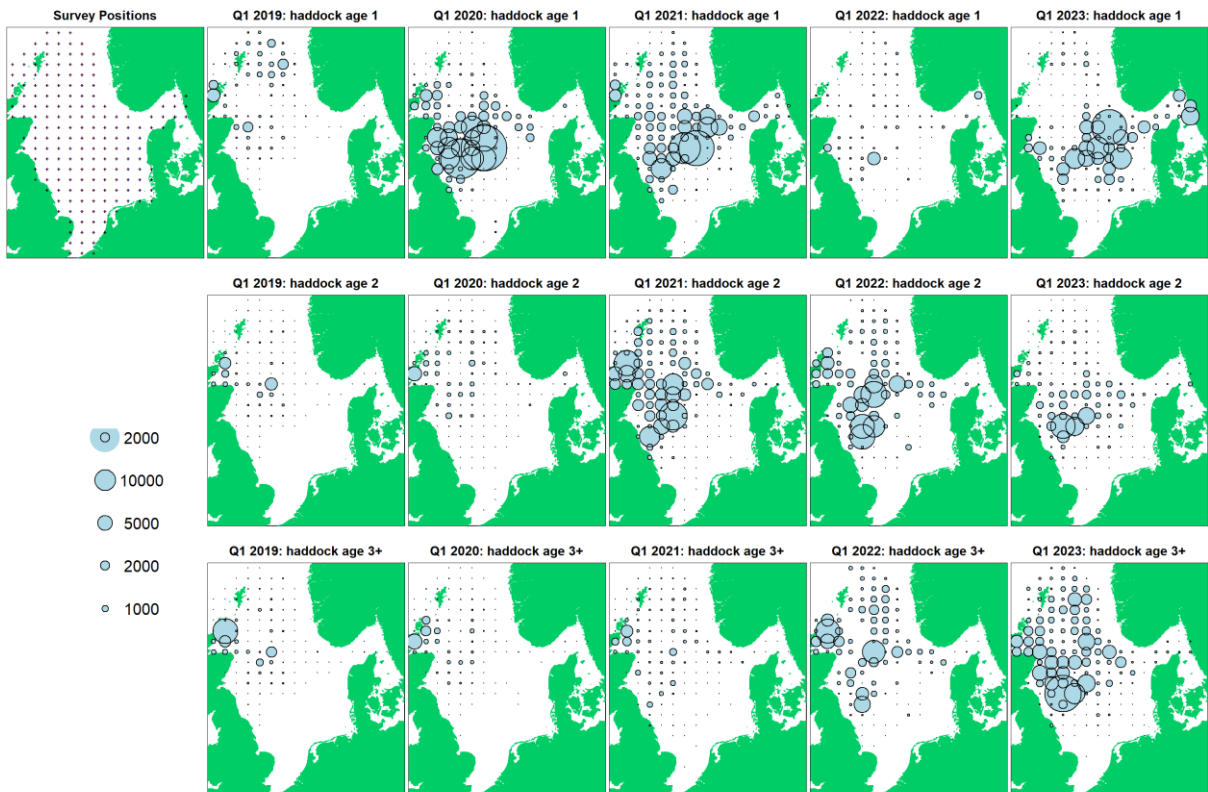 Survey Positions
Q1 2019: haddock age 1
Q1 2020: haddock age 1
Q1 2021: haddock age 1
Q1 2022: haddock age 1
Q1 2023: haddock age 1
Q1 2019: haddock age 2
Q1 2020: haddock age 2
Q1 2021: haddock age 2
Q1 2022: haddock age 2
Q1 2023: haddock age 2
2000
10000
5000
2000
1000
Q1 2019: haddock age 3+
Q1 2020: haddock age 3+
Q1 2021: haddock age 3+
Q1 2022: haddock age 3+
Q1 2023: haddock age 3+